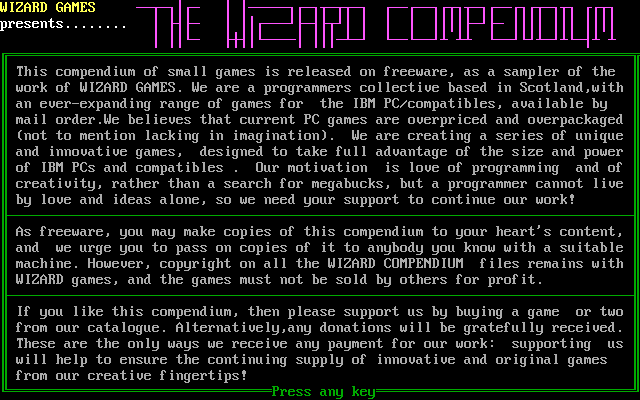 WIZARD GAMES
presents........
THE WIZARD COMPENDIUM
This compendium of small games is released on freeware, as a sampler of the
work of WIZARD GAMES. We are a programmers collective based in Scotland,with
an ever-expanding range of games for  the IBM PC/compatibles, available by
mail order.We believes that current PC games are overpriced and overpackaged
(not to mention lacking in imagination).  We are creating a series of unique
and innovative games,  designed to take full advantage of the size and power
of IBM PCs and compatibles .  Our motivation  is love of programming  and of
creativity, rather than a search for megabucks, but a programmer cannot live
by love and ideas alone, so we need your support to continue our work!
As freeware, you may make copies of this compendium to your heart's content,
and  we urge you to pass on copies of it to anybody you know with a suitable
machine. However, copyright on all the WIZARD COMPENDIUM  files remains with
WIZARD games, and the games must not be sold by others for profit.
If you like this compendium, then please support us by buying a game  or two
from our catalogue. Alternatively,any donations will be gratefully received.
These are the only ways we receive any payment for our work:  supporting  us
will help to ensure the continuing supply of innovative and original games
from our creative fingertips!
Press any key